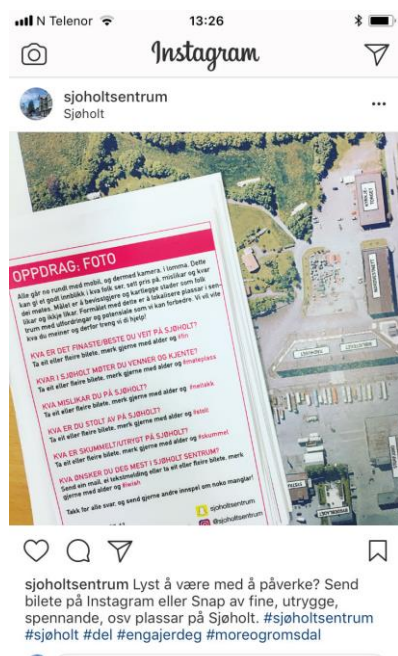 N Telenor
13:26
Instagram
sjoholtsentrum
Sjøholt
OPPDRAG: FOTO
Alle går no rundt med mobil, og dermed kamera, i lomma. Dette
kan gi et godt innblikk i kva folk ser, sett pris på, mislikar og kvar
dei møtes. Målet er å bevisstgjere og kartlegge stader som folk
likar og ikkje likar. Formålet med dette er å lokalisere plassar i sen-
trum med utfordringar og potensiale som vi kan forbedre. Vi vil vite
kva du meiner og derfor treng vi di hjelp!
KVA ER DET FINASTE/BESTE DU VEIT PÅ SJØHOLT?
Ta eit eller fleire bilete, merk gjerne med alder og #fin
KVAR I SJØHOLT MØTER DU VENNER OG KJENTE?
Ta eit eller fleire bilete, merk gjerne med alder og #møteplass
KVA MISLIKAR DU PÅ SJØHOLT?
Ta eit eller fleire bilete, merk gjerne med alder og #neitakk
KVA ER DU STOLT AV PÅ SJØHOLT?
Ta eit eller fleire bilete, merk gjerne med alder og #stolt
KVA ER SKUMMELT/UTRYGT PÅ SJØHOLT?
Ta eit eller fleire bilete, merk gjerne med alder og #skummel
KVA ØNSKER DU DEG MEST I SJØHOLT SENTRUM?
Send ein mail, ei tekstmelding eller ta eit eller fleire bilete, merk
gjerne med alder og #iwish
Takk for alle svar, og send gjerne andre innspel om noko manglar!
sjoholtsentrum
@sjoholtsentrum
sjoholtsentrum Lyst å være med å påverke? Send
bilete på Instagram eller Snap av fine, utrygge,
spennande, osv plassar på Sjøholt. #sjøholtsentrum
#sjøholt #del #engajerdeg #moreogromsdal